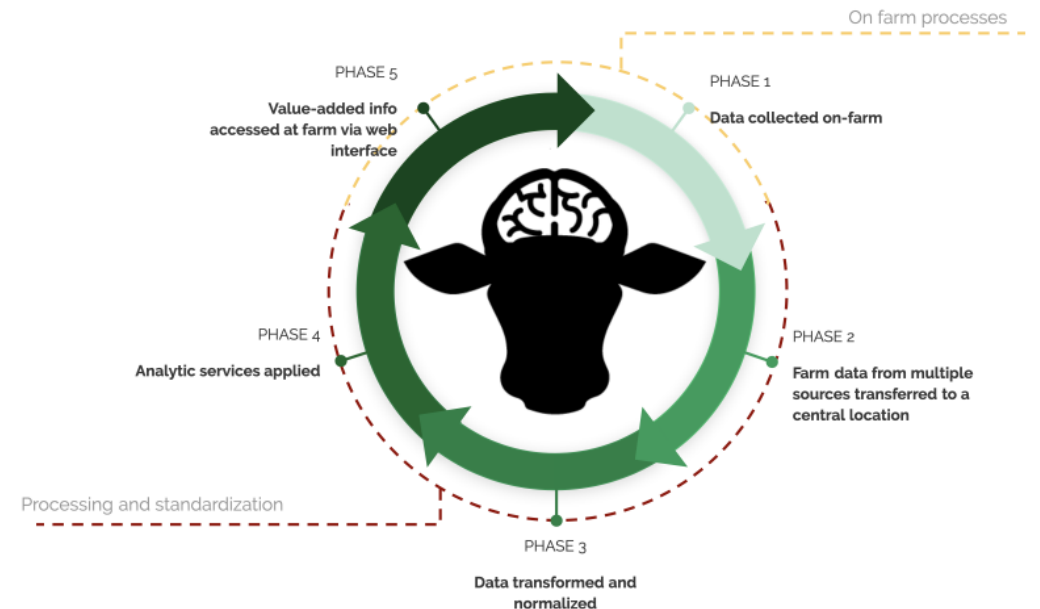 On farm processes
PHASE 1
Data collected on-farm
PHASE 2
Farm data from multiple
sources transferred to a
central location
PHASE 3
Data transformed and
normalized
PHASE 4
Analytic services applied
PHASE 5
Value-added info
accessed at farm via web
interface
Processing and standardization